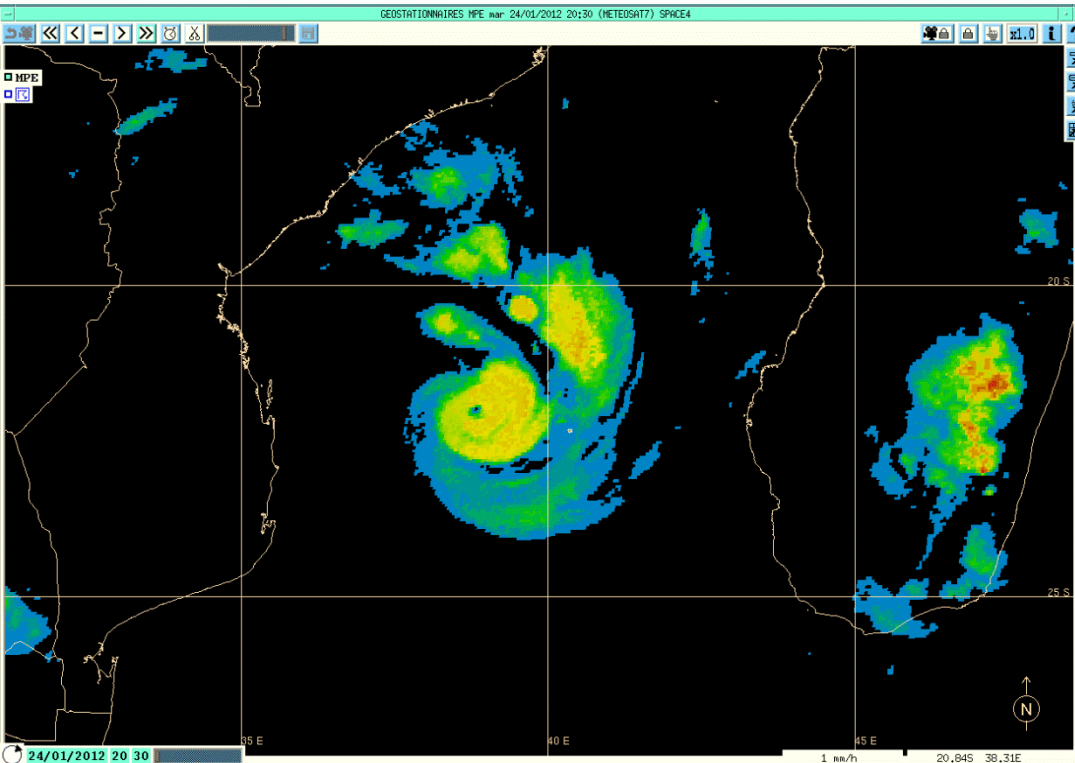 GEOSTATIONNAIRES MPE mar 24/01/2012 20:30 (METEOSAT7) SPACE4
x1.0
i
MPE
20 S
25 S
N
35 E
40 E
45 E
24/01/2012 20 30
1 mm/h
20.84S 38.31E